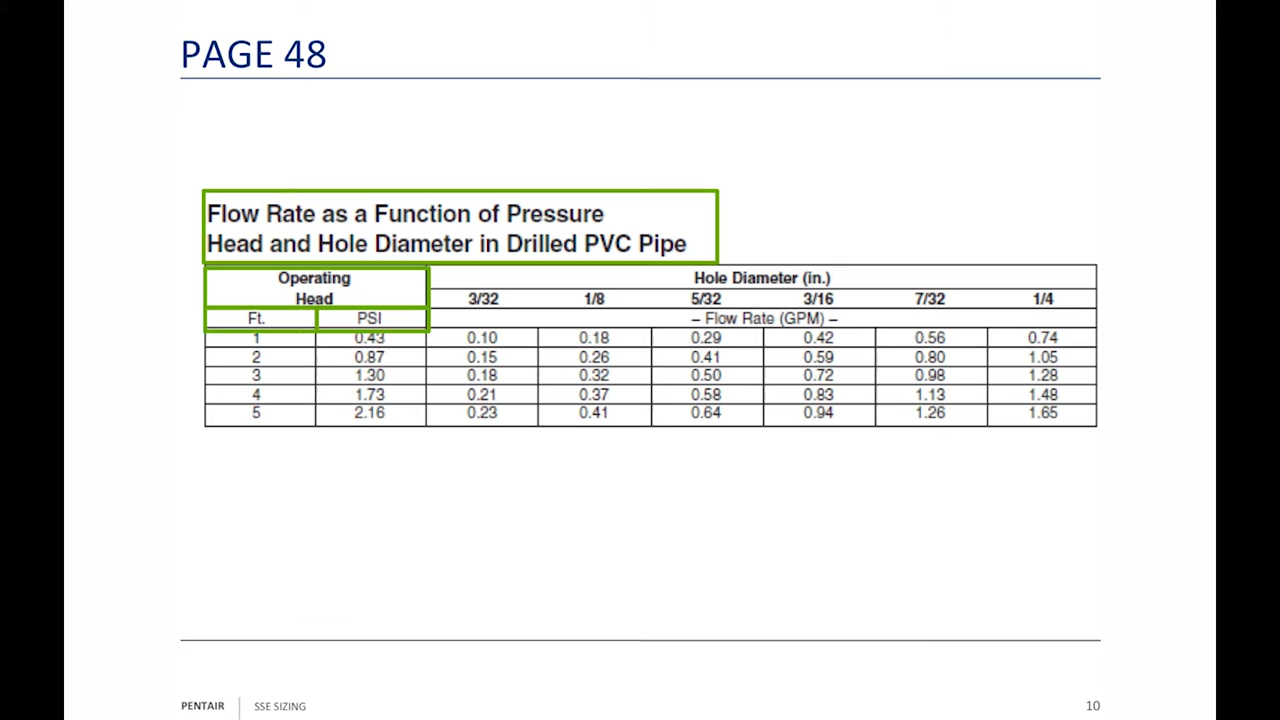 PAGE 48
Flow Rate as a Function of Pressure
Head and Hole Diameter in Drilled PVC Pipe
Operating Head Hole Diameter (in.)
3/32 1/8 5/32 3/16 7/32 1/4
Ft. PSI – Flow Rate (GPM) –
1 0.43 0.10 0.18 0.29 0.42 0.56 0.74
2 0.87 0.15 0.26 0.41 0.59 0.80 1.05
3 1.30 0.18 0.32 0.50 0.72 0.98 1.28
4 1.73 0.21 0.37 0.58 0.83 1.13 1.48
5 2.16 0.23 0.41 0.64 0.94 1.26 1.65
PENTAIR SSE SIZING 10